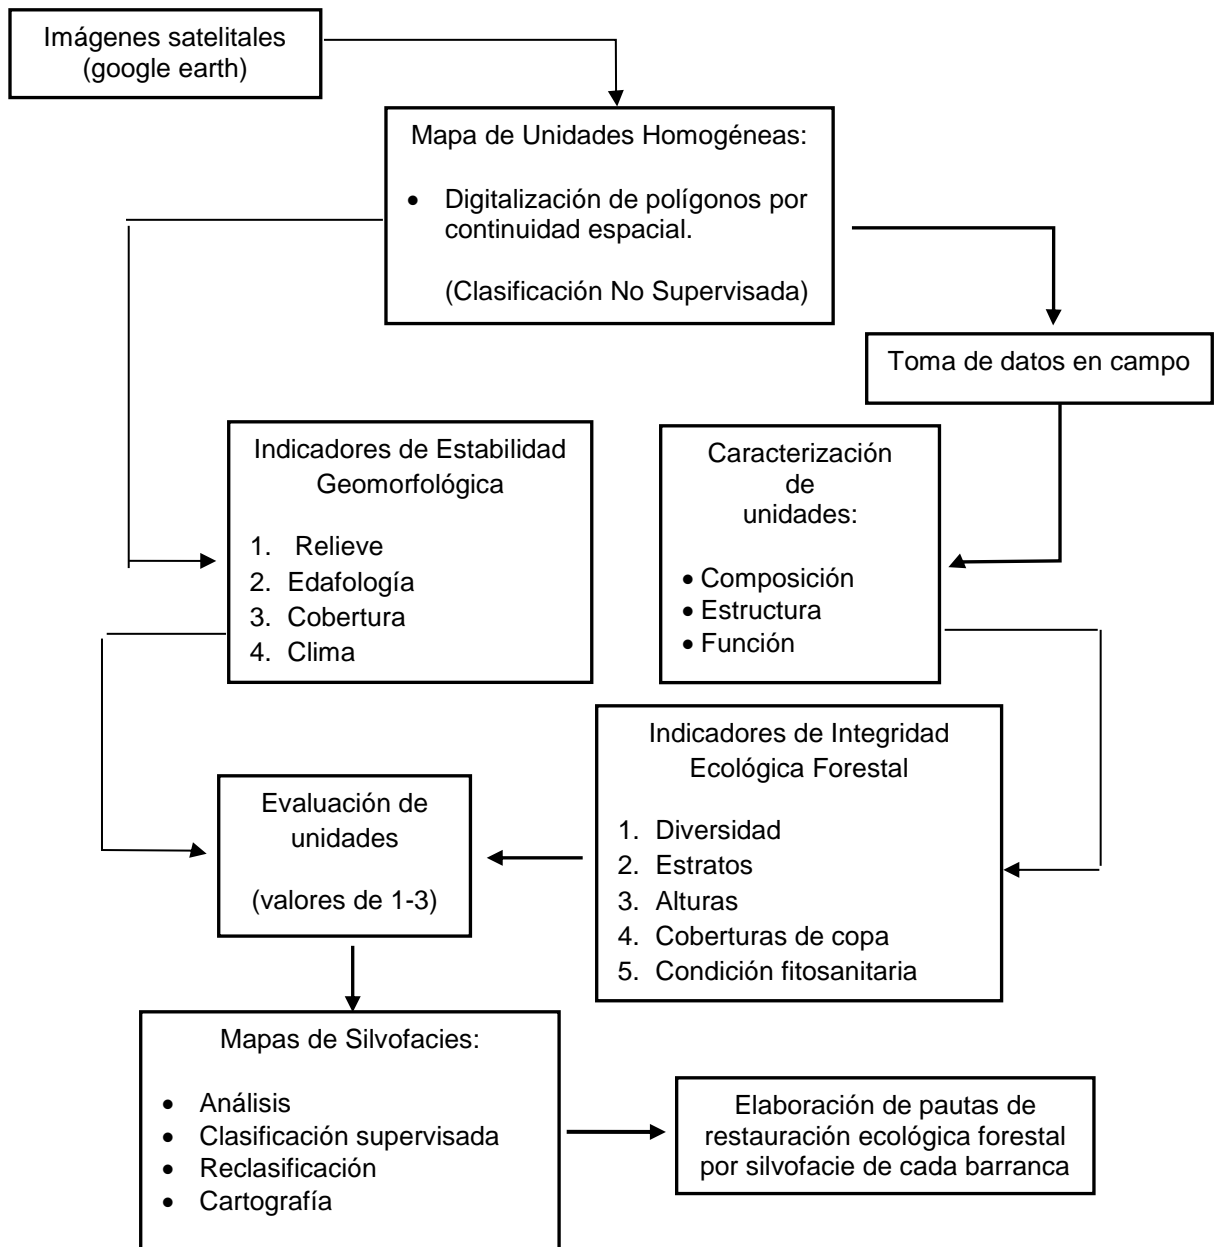 Imágenes satelitales
(google earth)
Mapa de Unidades Homogéneas:
• Digitalización de polígonos por
continuidad espacial.
(Clasificación No Supervisada)
Toma de datos en campo
Indicadores de Estabilidad
Geomorfológica
1. Relieve
2. Edafología
3. Cobertura
4. Clima
Caracterización
de
unidades:
• Composición
• Estructura
• Función
Indicadores de Integridad
Ecológica Forestal
1. Diversidad
2. Estratos
3. Alturas
4. Coberturas de copa
5. Condición fitosanitaria
Evaluación de
unidades
(valores de 1-3)
Mapas de Silvofacies:
• Análisis
• Clasificación supervisada
• Reclasificación
• Cartografía
Elaboración de pautas de
restauración ecológica forestal
por silvofacie de cada barranca